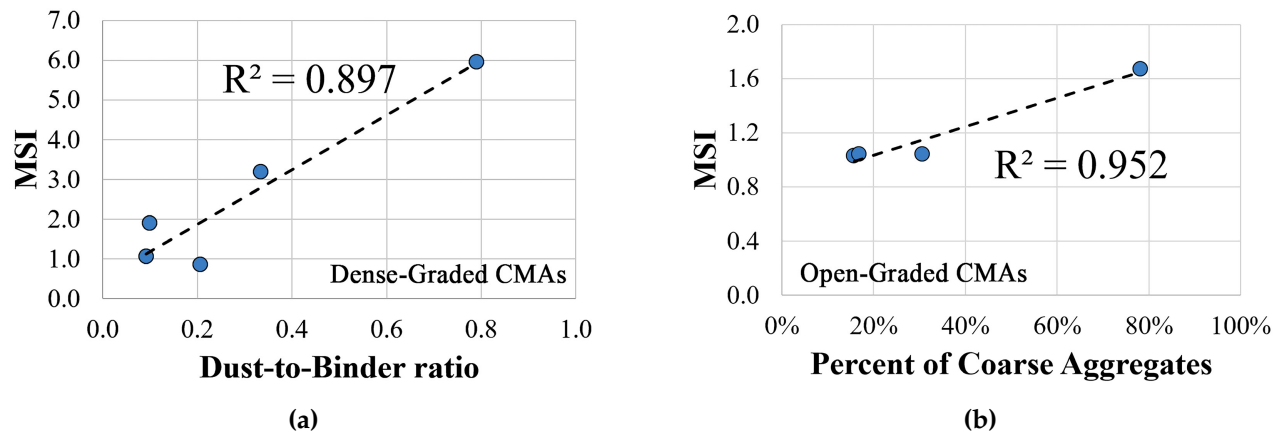 7.0
6.0
5.0
4.0
3.0
2.0
1.0
0.0
MSI
R² = 0.897
Dense-Graded CMAs
0.0 0.2 0.4 0.6 0.8 1.0
Dust-to-Binder ratio
(a)
2.0
1.6
1.2
0.8
0.4
0.0
MSI
R² = 0.952
Open-Graded CMAs
0% 20% 40% 60% 80% 100%
Percent of Coarse Aggregates
(b)